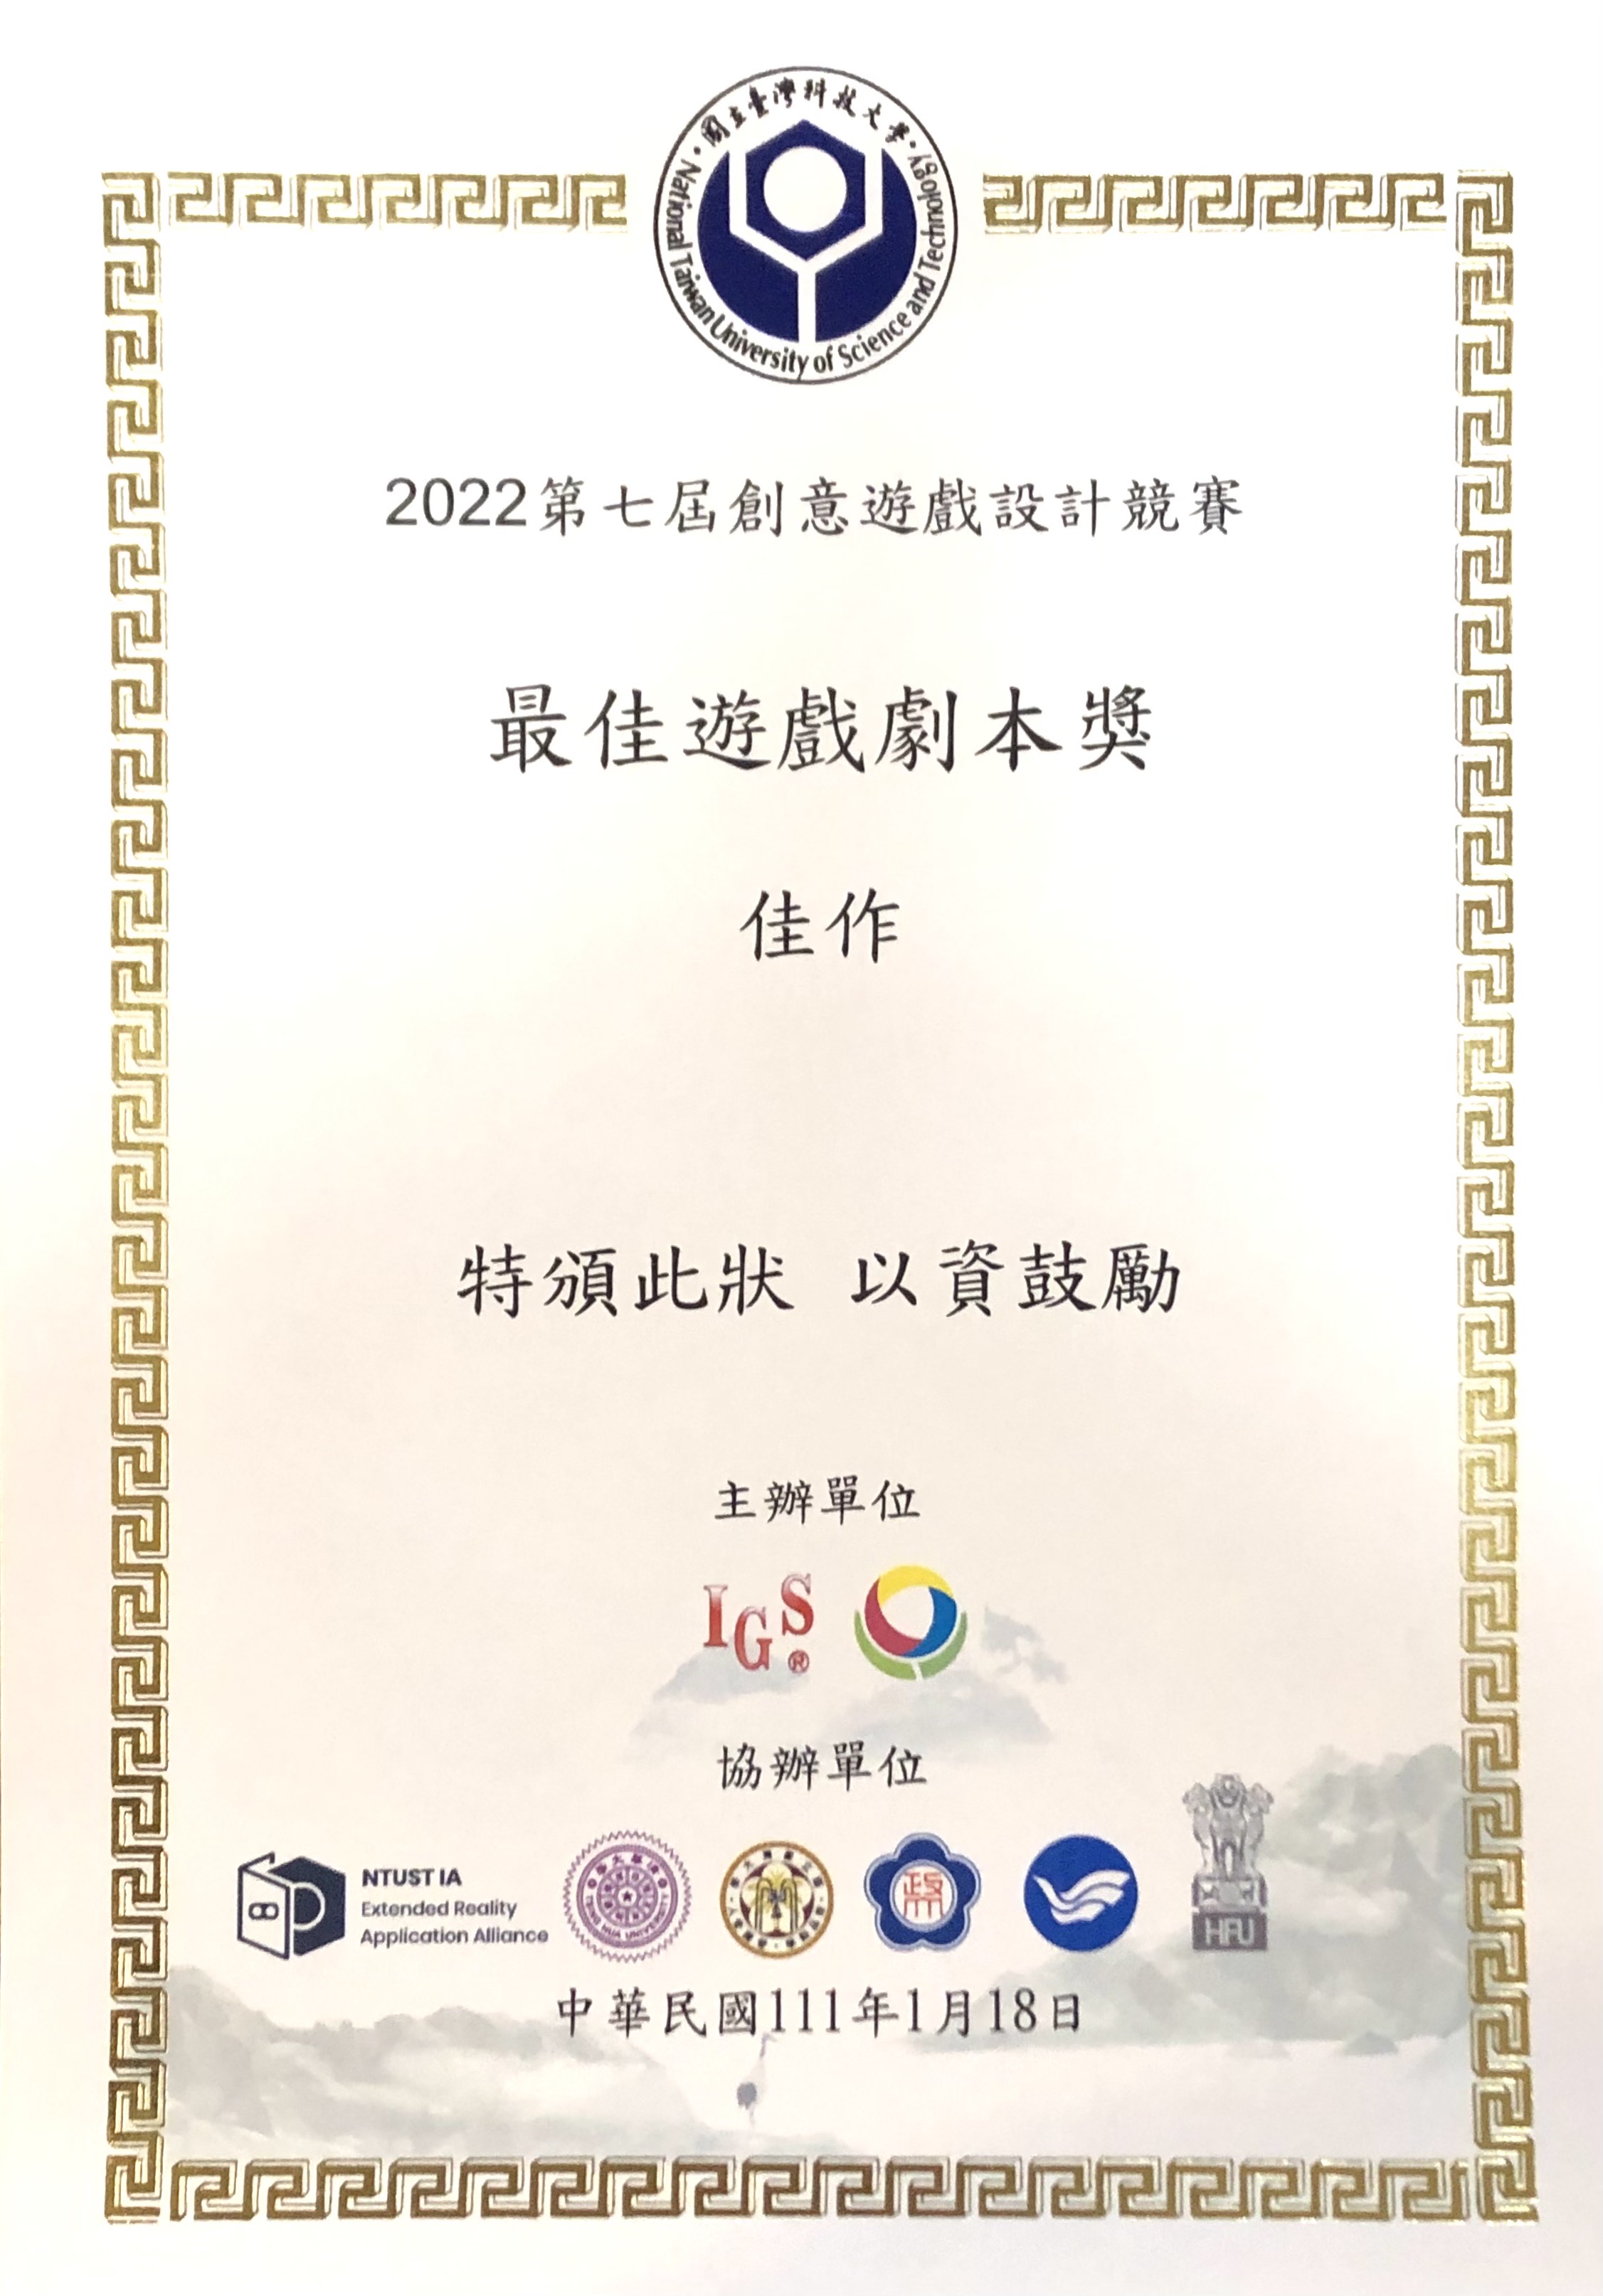 國立臺灣科技大學
National Taiwan University of Science and Technology
2022第七屆創意遊戲設計競賽
最佳遊戲劇本獎
佳作
特頒此狀 以資鼓勵
主辦單位
IGS®
協辦單位
NTUST IA
Extended Reality
Application Alliance
政
HFU
中華民國111年1月18日